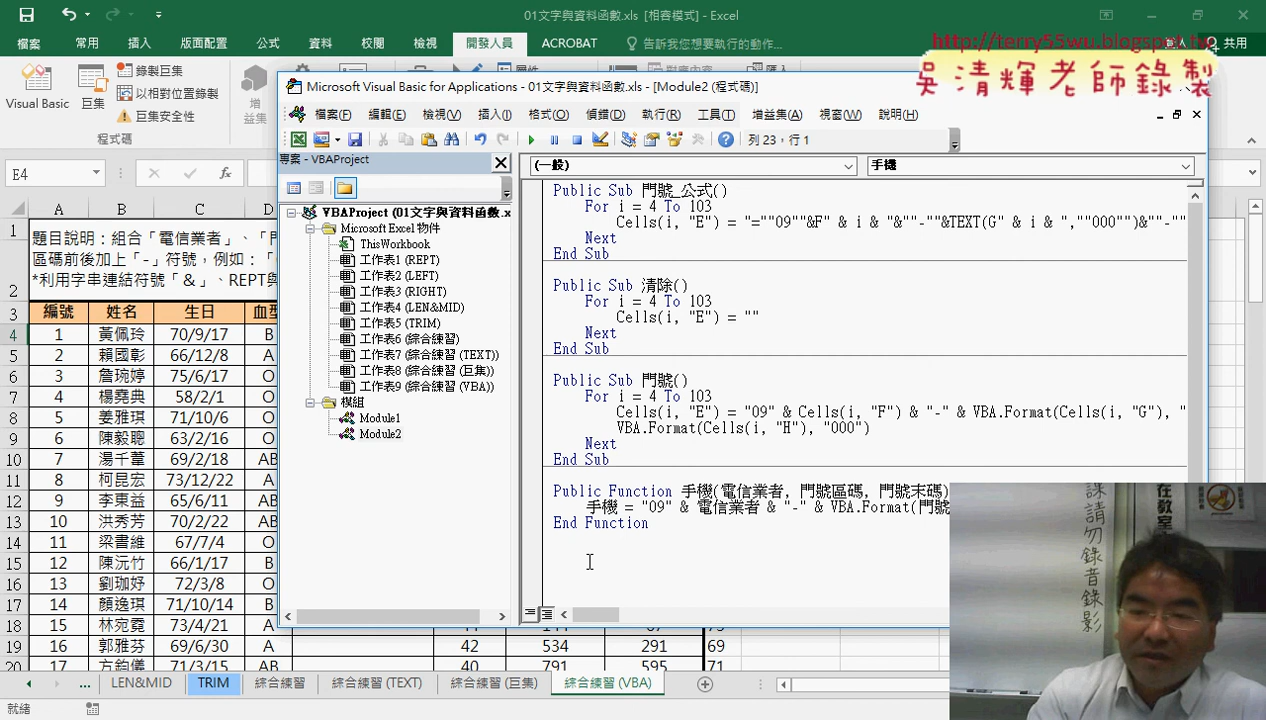 01文字與資料函數.xls [相容模式] - Excel
http://terry55wu.blogspot.tw
吳清輝老師錄製
檔案 常用 插入 版面配置 公式 資料 校閱 檢視 開發人員 ACROBAT 告訴我您想要執行的動作... 共用
Visual Basic 巨集 錄製巨集
以相對位置錄製
巨集安全性
程式碼
增
益集
Microsoft Visual Basic for Applications - 01文字與資料函數.xls - [Module2 (程式碼)]
檔案(F) 編輯(E) 檢視(V) 插入(I) 格式(O) 偵錯(D) 執行(R) 工具(T) 增益集(A) 視窗(W) 說明(H)
列 23，行 1
專案 - VBAProject
(一般) 手機
VBAProject (01文字與資料函數.x
Microsoft Excel 物件
ThisWorkbook
工作表1 (REPT)
工作表2 (LEFT)
工作表3 (RIGHT)
工作表4 (LEN&MID)
工作表5 (TRIM)
工作表6 (綜合練習)
工作表7 (綜合練習 (TEXT))
工作表8 (綜合練習 (巨集))
工作表9 (綜合練習 (VBA))
模組
Module1
Module2
Public Sub 門號_公式()
For i = 4 To 103
Cells(i, "E") = "=""09""&F" & i & "&""-""&TEXT(G" & i & ",""000"")&""-""
Next
End Sub
Public Sub 清除()
For i = 4 To 103
Cells(i, "E") = ""
Next
End Sub
Public Sub 門號()
For i = 4 To 103
Cells(i, "E") = "09" & Cells(i, "F") & "-" & VBA.Format(Cells(i, "G"), "
VBA.Format(Cells(i, "H"), "000")
Next
End Sub
Public Function 手機(電信業者, 門號區碼, 門號末碼)
手機 = "09" & 電信業者 & "-" & VBA.Format(門號
End Function
E4 fx
A B C D
1 題目說明：組合「電信業者」、「
區碼前後加上「-」符號，例如：「
2 *利用字串連結符號「&」、REPT與
3 編號 姓名 生日 血型
4 1 黃佩玲 70/9/17 B
5 2 賴國彰 66/12/8 A
6 3 詹琬婷 75/6/17 O
7 4 楊堯典 58/2/1 O
8 5 姜雅琪 71/10/6 O
9 6 陳毅聰 63/2/16 O
10 7 湯千葦 69/2/18 AB
11 8 柯昆宏 73/12/22 A
12 9 李東益 65/6/11 AB
13 10 洪秀芳 70/2/22 AB
14 11 梁書維 67/7/4 O
15 12 陳沅竹 66/1/17 B
16 13 劉珈妤 72/3/8 O
17 14 顏逸琪 71/10/14 B
18 15 林宛霓 73/4/21 A
19 16 郭雅芬 69/6/30 A 42 534 291 69
20 17 方鈞儀 71/3/15 AB 40 791 595 71
... LEN&MID TRIM 綜合練習 綜合練習 (TEXT) 綜合練習 (巨集) 綜合練習 (VBA)
就緒
課請勿錄音錄影
在教室